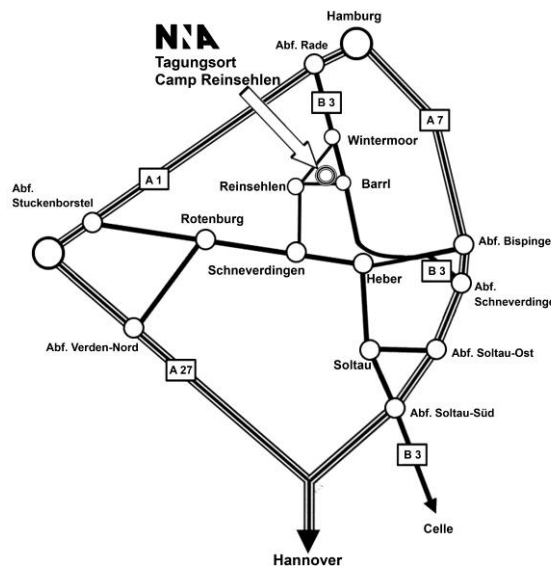 Hamburg
NNA
Tagungsort
Camp Reinsehlen
Abf. Rade
B 3
A 7
Wintermoor
A 1
Reinsehlen
Barrl
Abf.
Stuckenborstel
Rotenburg
Abf. Bispinge
Schneverdingen
Heber
B 3
Abf.
Schneverdinge
Abf. Verden-Nord
Soltau
Abf. Soltau-Ost
A 27
Abf. Soltau-Süd
B 3
Celle
Hannover